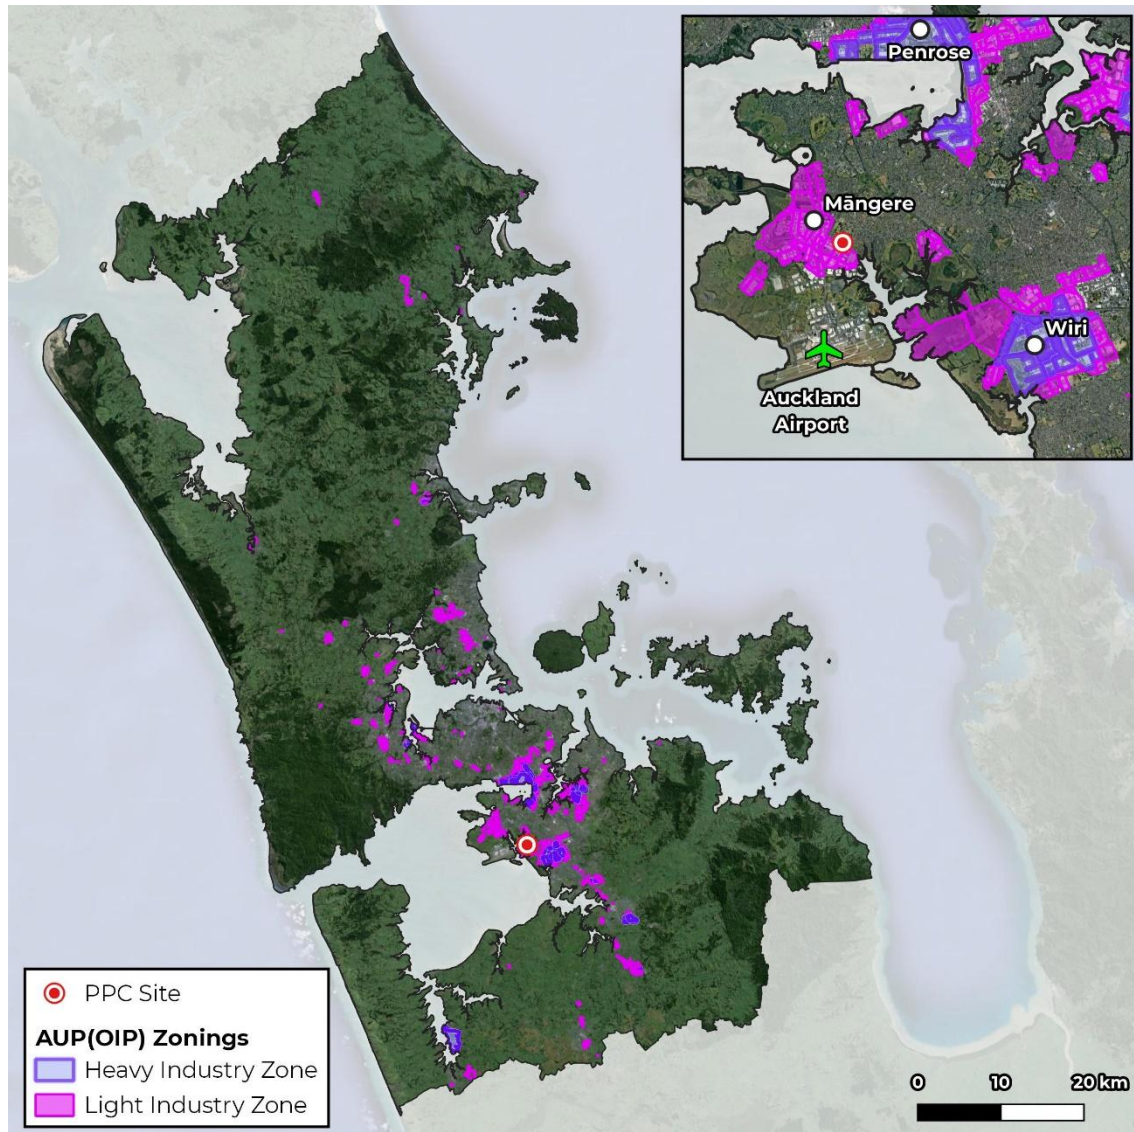 Penrose
Māngere
Wiri
Auckland
Airport
PPC Site
AUP(OIP) Zonings
Heavy Industry Zone
Light Industry Zone
0 10 20 km